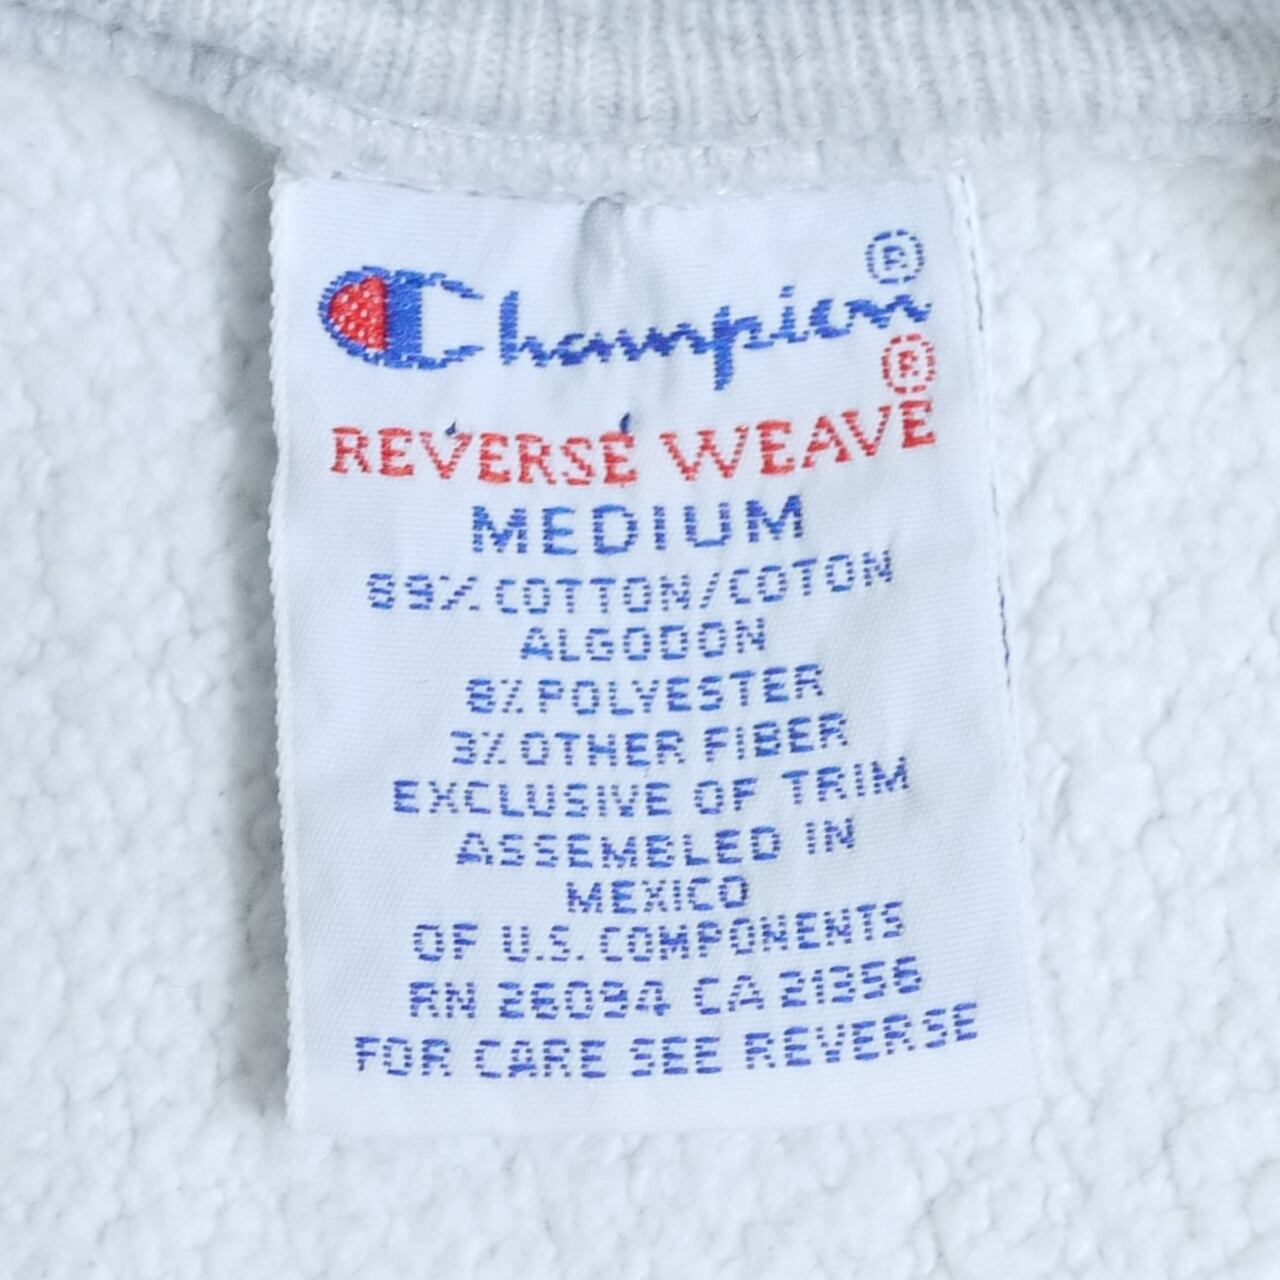 Champion®
REVERSE WEAVE®
MEDIUM
89% COTTON/COTON
ALGODON
8% POLYESTER
3% OTHER FIBER
EXCLUSIVE OF TRIM
ASSEMBLED IN
MEXICO
OF U.S. COMPONENTS
RN 26094 CA 21356
FOR CARE SEE REVERSE